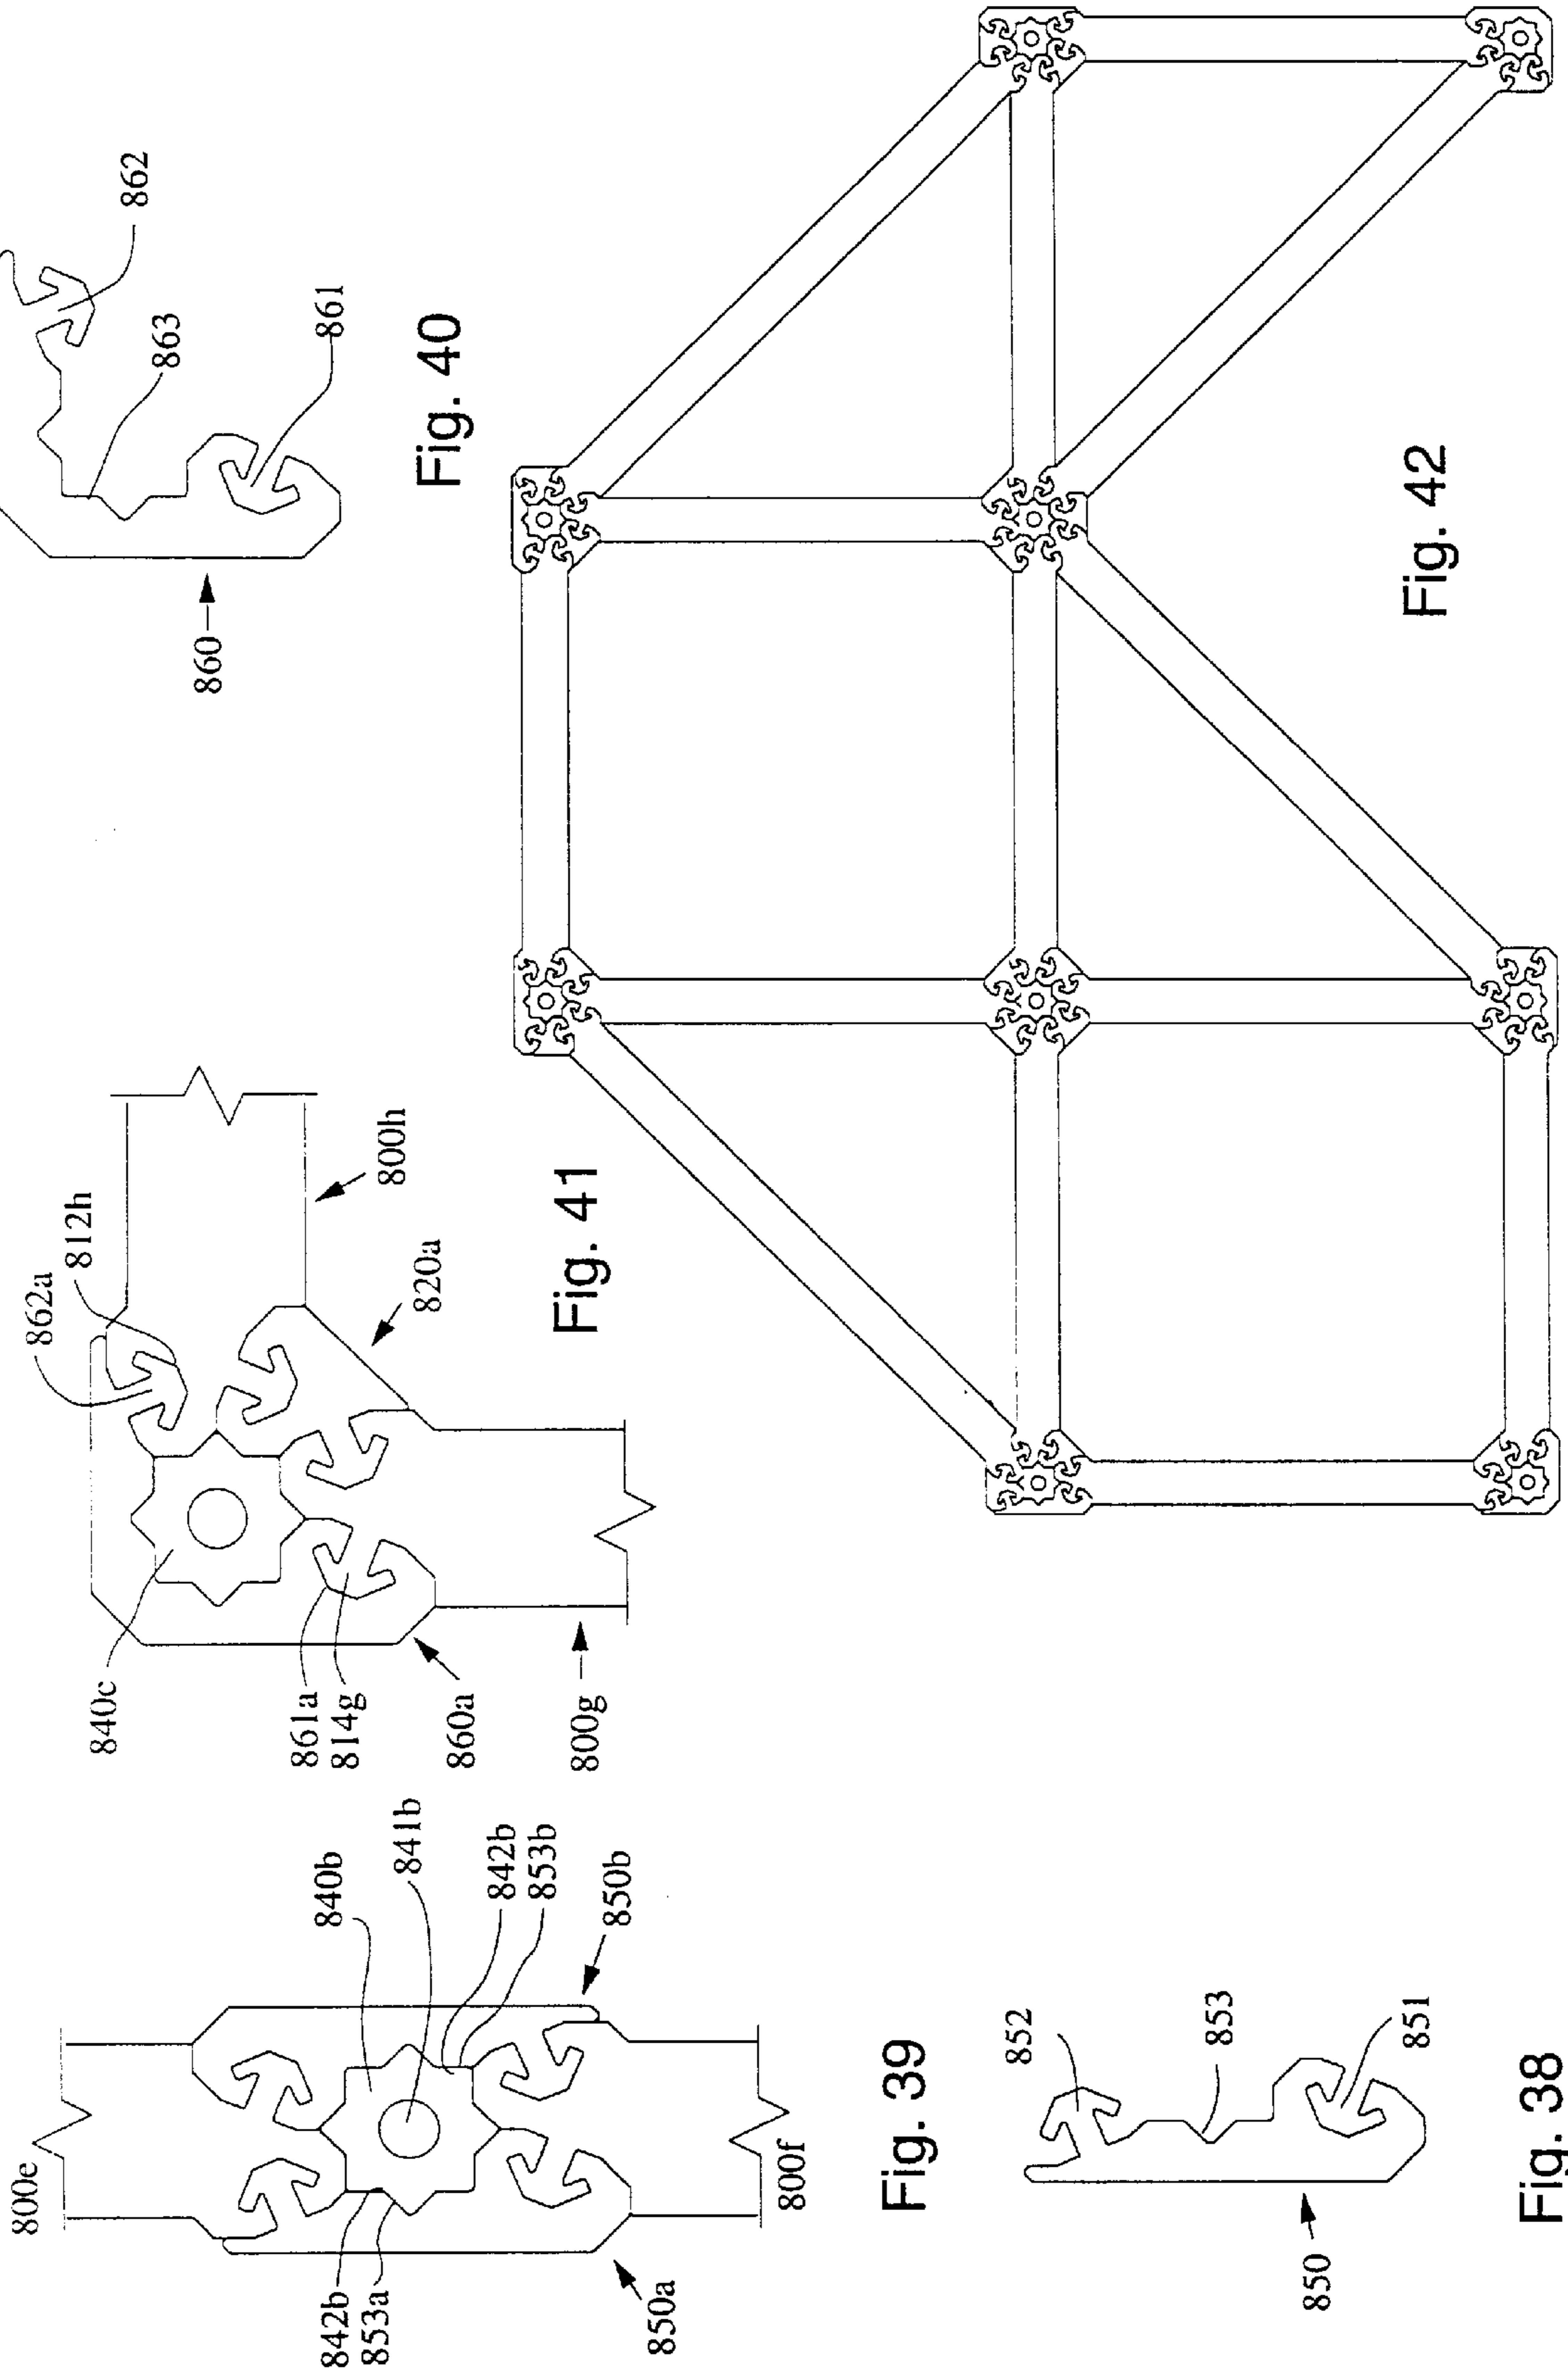 800e
842b
853a
850a
840b
841b
842b
853b
850b
800f
Fig. 39
852
853
851
850
Fig. 38
840c
862a
812h
800h
820a
861a
814g
860a
800g
Fig. 41
862
863
861
860
Fig. 40
Fig. 42